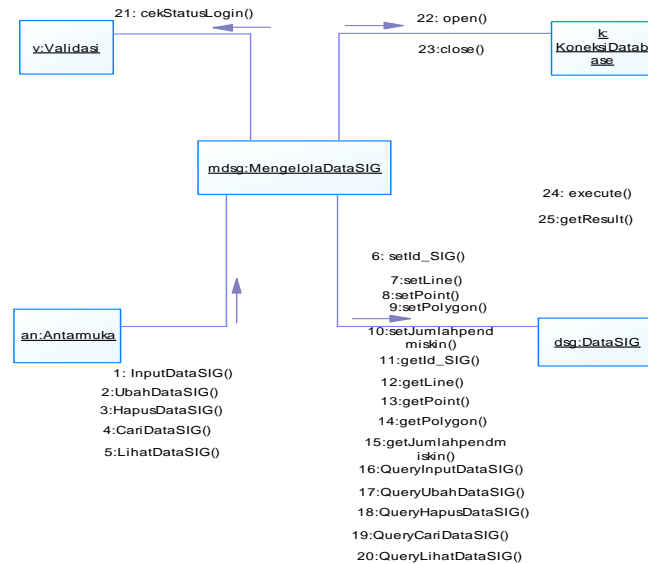 21: cekStatusLogin()
22: open()
23:close()
v:Validasi
k:
KoneksiDatab
ase
mdsg:MengelolaDataSIG
24: execute()
25:getResult()
an:Antarmuka
1: InputDataSIG()
2:UbahDataSIG()
3:HapusDataSIG()
4:CariDataSIG()
5:LihatDataSIG()
6: setId_SIG()
7:setLine()
8:setPoint()
9:setPolygon()
10:setJumlahpend
miskin()
11:getId_SIG()
12:getLine()
13:getPoint()
14:getPolygon()
15:getJumlahpendm
iskin()
16:QueryInputDataSIG()
17:QueryUbahDataSIG()
18:QueryHapusDataSIG()
19:QueryCariDataSIG()
20:QueryLihatDataSIG()
dsg:DataSIG